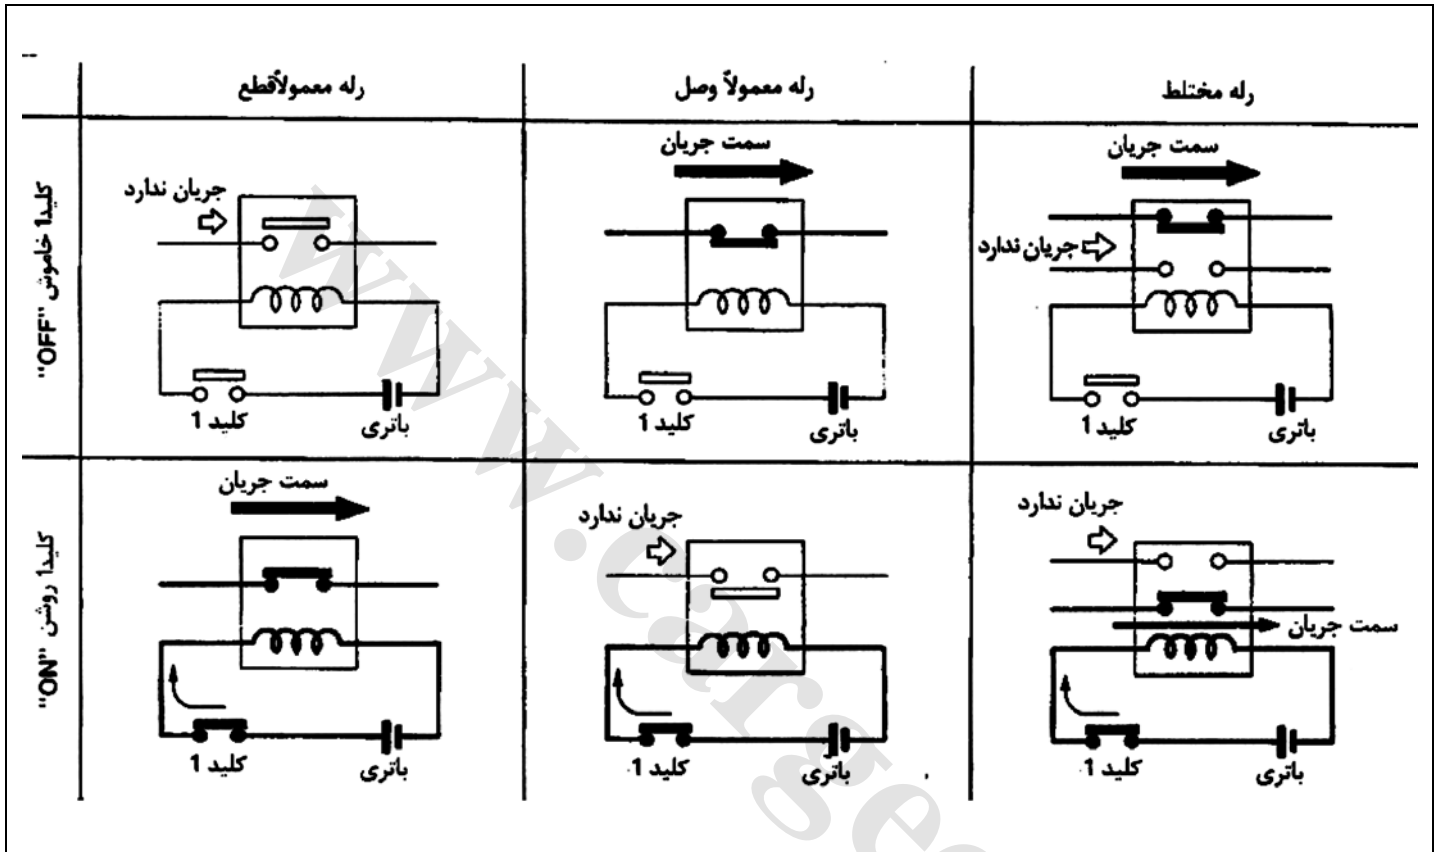 رله معمولاً قطع
رله معمولاً وصل
رله مختلط
کلید1 خاموش "OFF"
جریان ندارد
کلید 1
باتری
سمت جریان
کلید 1
باتری
سمت جریان
جریان ندارد
کلید 1
باتری
کلید1 روشن "ON"
سمت جریان
کلید 1
باتری
جریان ندارد
کلید 1
باتری
جریان ندارد
سمت جریان
کلید 1
باتری
www.carge